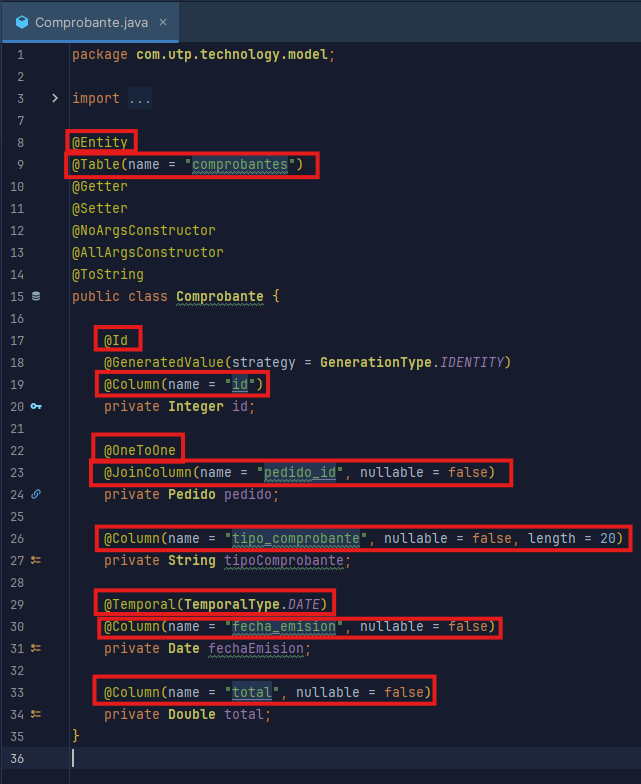 Comprobante.java ×
1 package com.utp.technology.model;
2
3 > import ...
7
8 @Entity
9 @Table(name = "comprobantes")
10 @Getter
11 @Setter
12 @NoArgsConstructor
13 @AllArgsConstructor
14 @ToString
15 public class Comprobante {
16
17 @Id
18 @GeneratedValue(strategy = GenerationType.IDENTITY)
19 @Column(name = "id")
20 private Integer id;
21
22 @OneToOne
23 @JoinColumn(name = "pedido_id", nullable = false)
24 private Pedido pedido;
25
26 @Column(name = "tipo_comprobante", nullable = false, length = 20)
27 private String tipoComprobante;
28
29 @Temporal(TemporalType.DATE)
30 @Column(name = "fecha_emision", nullable = false)
31 private Date fechaEmision;
32
33 @Column(name = "total", nullable = false)
34 private Double total;
35 }
36